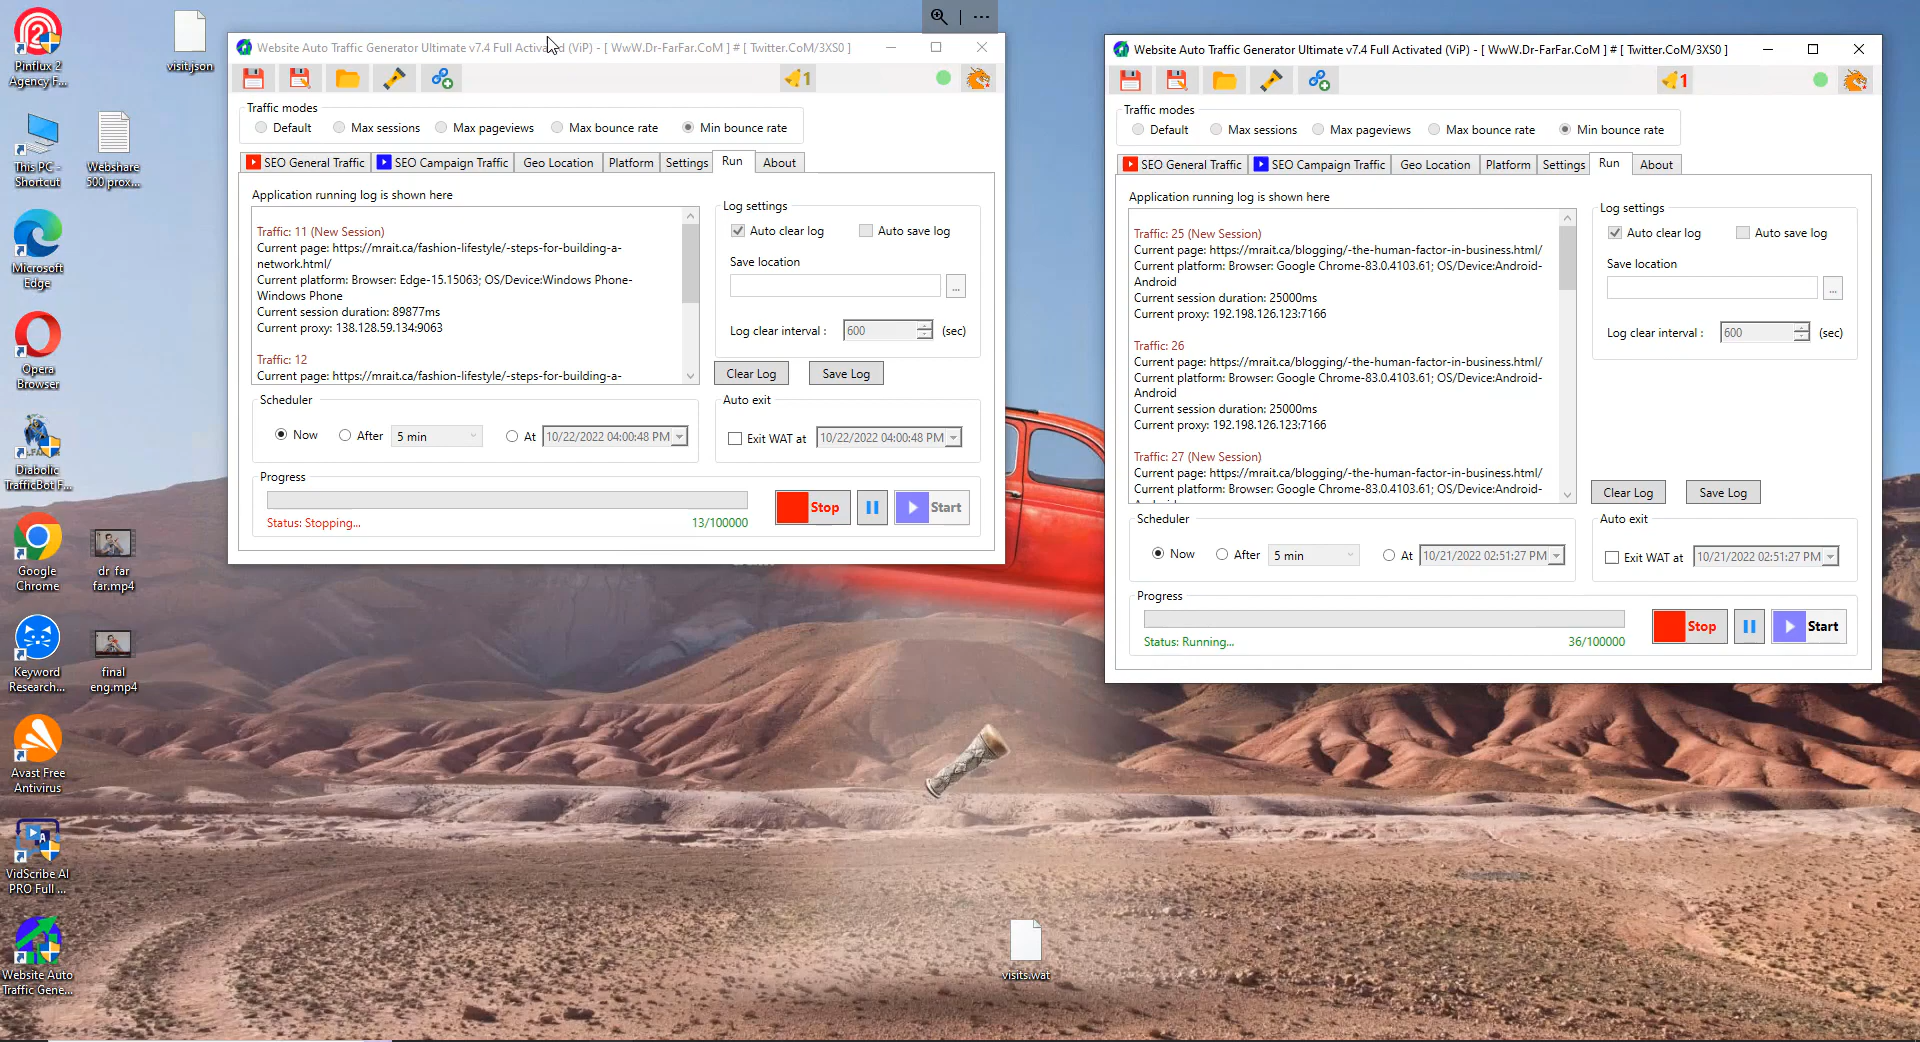 Pinflux 2
Agency F...
visit.json
This PC -
Shortcut
Webshare
500 prox...
Microsoft
Edge
Opera
Browser
Diabolic
TrafficBot F...
Google
Chrome
dr far
far.mp4
Keyword
Research...
final
eng.mp4
Avast Free
Antivirus
VidScribe AI
PRO Full ...
Website Auto
Traffic Gene...
visits.wat
Website Auto Traffic Generator Ultimate v7.4 Full Activated (ViP) - [ WwW.Dr-FarFar.CoM ] # [ Twitter.CoM/3XS0 ]
1
Traffic modes
Default Max sessions Max pageviews Max bounce rate Min bounce rate
SEO General Traffic SEO Campaign Traffic Geo Location Platform Settings Run About
Application running log is shown here
Traffic: 11 (New Session)
Current page: https://mrait.ca/fashion-lifestyle/-steps-for-building-a-
network.html/
Current platform: Browser: Edge-15.15063; OS/Device:Windows Phone-
Windows Phone
Current session duration: 89877ms
Current proxy: 138.128.59.134:9063
Traffic: 12
Current page: https://mrait.ca/fashion-lifestyle/-steps-for-building-a-
Log settings
Auto clear log Auto save log
Save location
...
Log clear interval : 600 (sec)
Clear Log Save Log
Scheduler
Now After 5 min At 10/22/2022 04:00:48 PM
Auto exit
Exit WAT at 10/22/2022 04:00:48 PM
Progress
Status: Stopping... 13/100000
Stop Start
Website Auto Traffic Generator Ultimate v7.4 Full Activated (ViP) - [ WwW.Dr-FarFar.CoM ] # [ Twitter.CoM/3XS0 ]
1
Traffic modes
Default Max sessions Max pageviews Max bounce rate Min bounce rate
SEO General Traffic SEO Campaign Traffic Geo Location Platform Settings Run About
Application running log is shown here
Traffic: 25 (New Session)
Current page: https://mrait.ca/blogging/-the-human-factor-in-business.html/
Current platform: Browser: Google Chrome-83.0.4103.61; OS/Device:Android-
Android
Current session duration: 25000ms
Current proxy: 192.198.126.123:7166
Traffic: 26
Current page: https://mrait.ca/blogging/-the-human-factor-in-business.html/
Current platform: Browser: Google Chrome-83.0.4103.61; OS/Device:Android-
Android
Current session duration: 25000ms
Current proxy: 192.198.126.123:7166
Traffic: 27 (New Session)
Current page: https://mrait.ca/blogging/-the-human-factor-in-business.html/
Current platform: Browser: Google Chrome-83.0.4103.61; OS/Device:Android-
Log settings
Auto clear log Auto save log
Save location
...
Log clear interval : 600 (sec)
Clear Log Save Log
Scheduler
Now After 5 min At 10/21/2022 02:51:27 PM
Auto exit
Exit WAT at 10/21/2022 02:51:27 PM
Progress
Status: Running... 36/100000
Stop Start